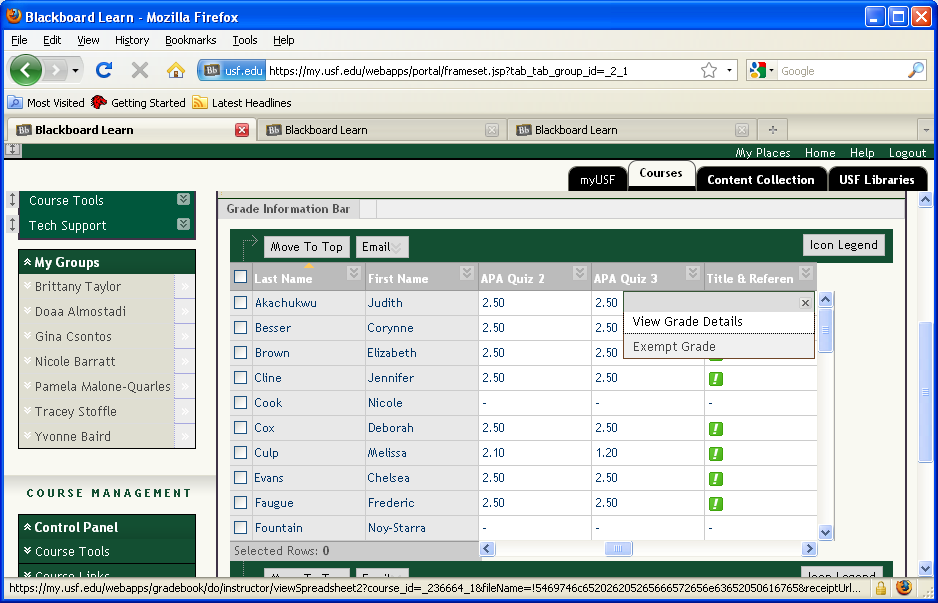 Blackboard Learn - Mozilla Firefox
File Edit View History Bookmarks Tools Help
Bb usf.edu https://my.usf.edu/webapps/portal/frameset.jsp?tab_tab_group_id=_2_1 Google
Most Visited Getting Started Latest Headlines
Bb Blackboard Learn Bb Blackboard Learn Bb Blackboard Learn
My Places Home Help Logout
myUSF Courses Content Collection USF Libraries
Course Tools
Tech Support
My Groups
Brittany Taylor
Doaa Almostadi
Gina Csontos
Nicole Barratt
Pamela Malone-Quarles
Tracey Stoffle
Yvonne Baird
COURSE MANAGEMENT
Control Panel
Course Tools
Course Links
Grade Information Bar
Move To Top Email Icon Legend
Last Name First Name APA Quiz 2 APA Quiz 3 Title & Referen
Akachukwu Judith 2.50 2.50
Besser Corynne 2.50 2.50
Brown Elizabeth 2.50 2.50
Cline Jennifer 2.50 2.50 !
Cook Nicole - - -
Cox Deborah 2.50 2.50 !
Culp Melissa 2.10 1.20 !
Evans Chelsea 2.50 2.50 !
Faugue Frederic 2.50 2.50 !
Fountain Noy-Starra - - -
View Grade Details
Exempt Grade
Selected Rows: 0
Move To Top Email Icon Legend
https://my.usf.edu/webapps/gradebook/do/instructor/viewSpreadsheet2?course_id=_236664_1&fileName=!5469746c652026205265666572656e63652050616765&receiptUrl...